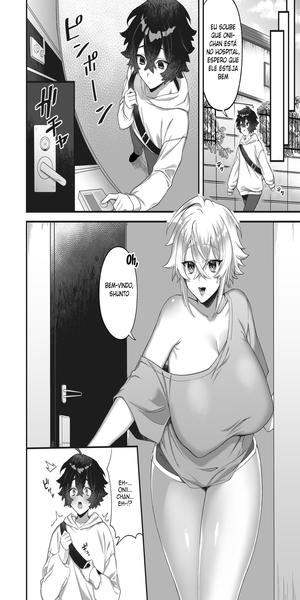 EU SOUBE
QUE ONII-
CHAN ESTÁ
NO HOSPITAL,
ESPERO QUE
ELE ESTEJA
BEM
ピンポーン
ガチャ
Oh,
BEM-VINDO,
SHUNTO
EH-...
ONII-
CHAN...
EH-!?